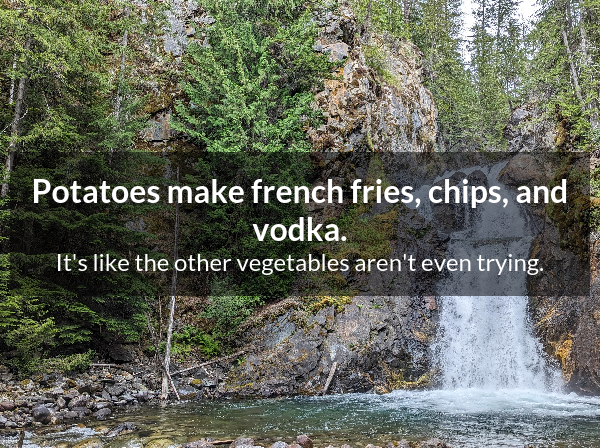 Potatoes make french fries, chips, and
vodka.
It's like the other vegetables aren't even trying.